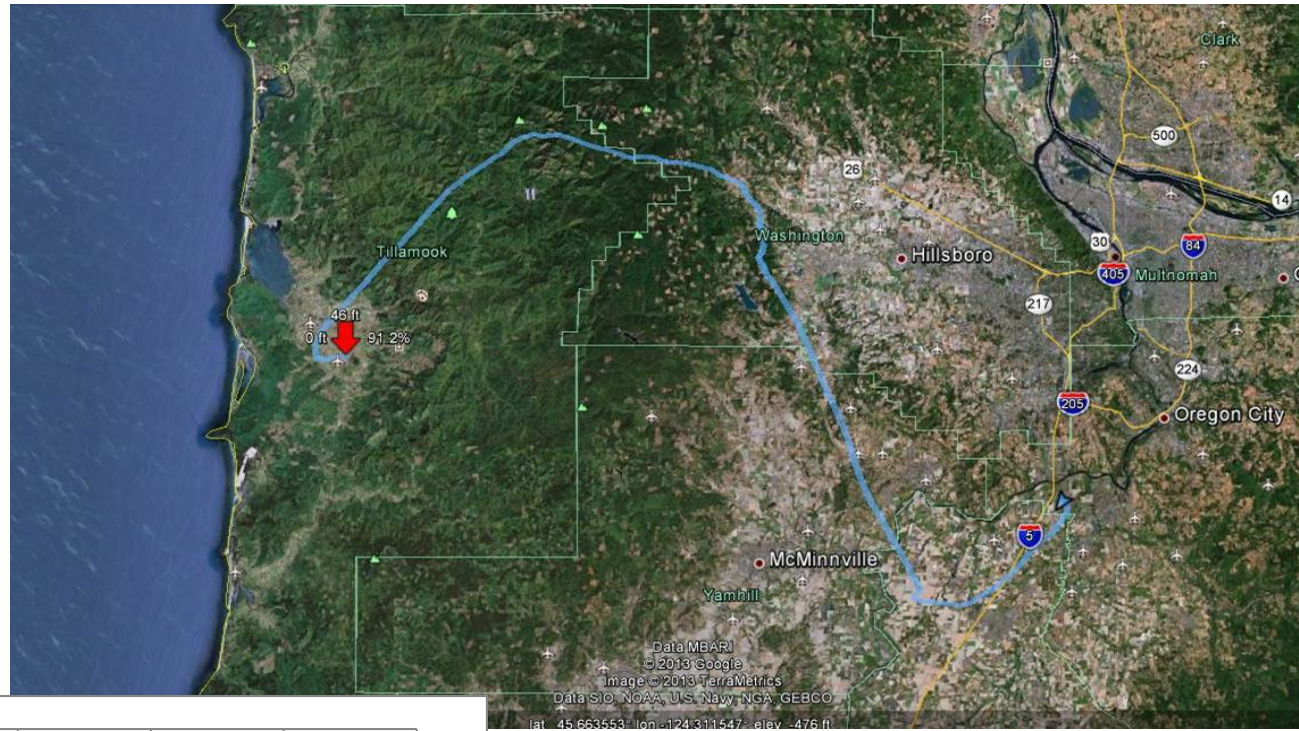 Clark
500
26
14
30
84
Washington
Hillsboro
405
Multnomah
Tillamook
217
46 ft
0 ft
91.2%
224
205
Oregon City
5
McMinnville
Yamhill
Data MBARI
© 2013 Google
Image © 2013 TerraMetrics
Data SIO, NOAA, U.S. Navy, NGA, GEBCO
lat 45.663553° lon -124.311547° elev -476 ft